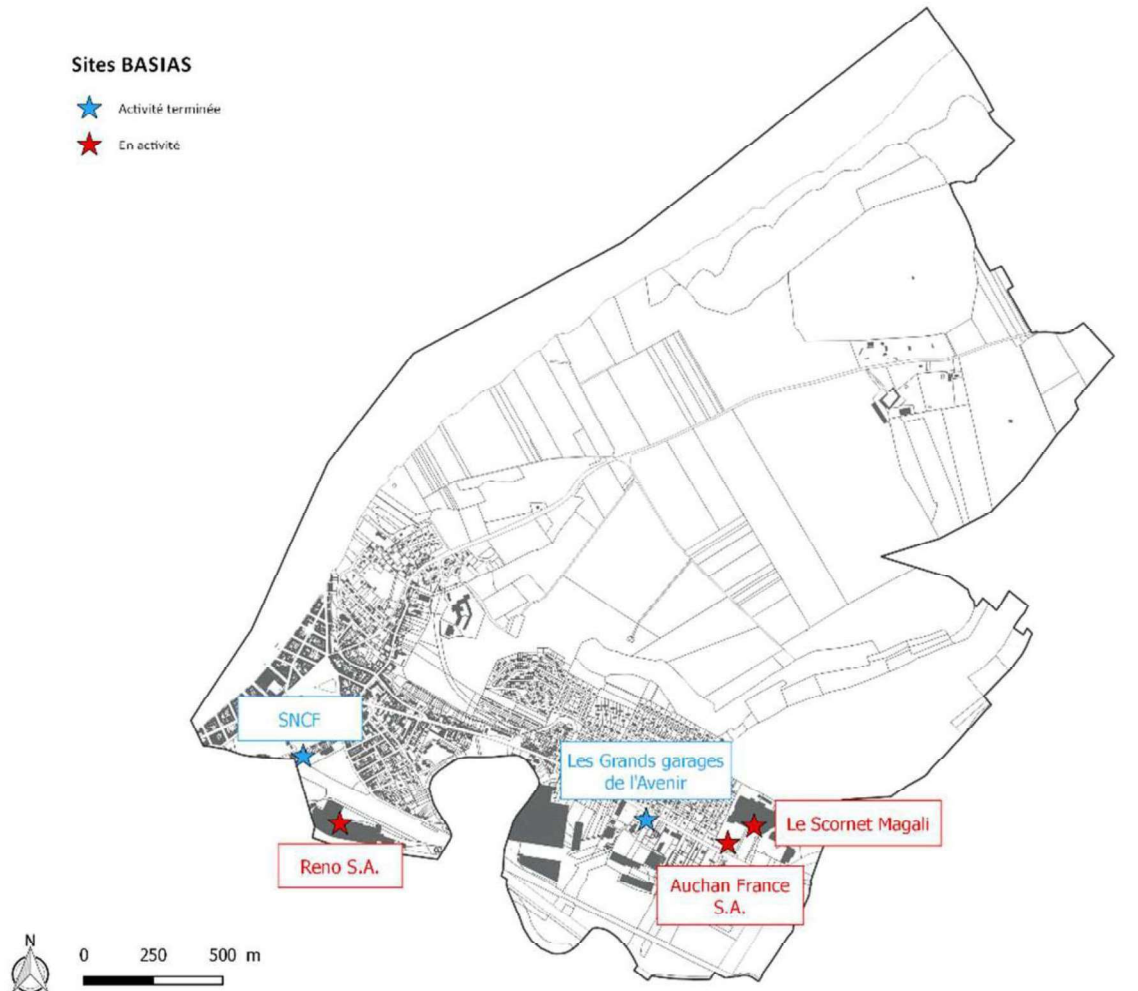 Sites BASIAS
Activité terminée
En activité
SNCF
Les Grands garages
de l'Avenir
Le Scornet Magali
Reno S.A.
Auchan France
S.A.
N
0 250 500 m